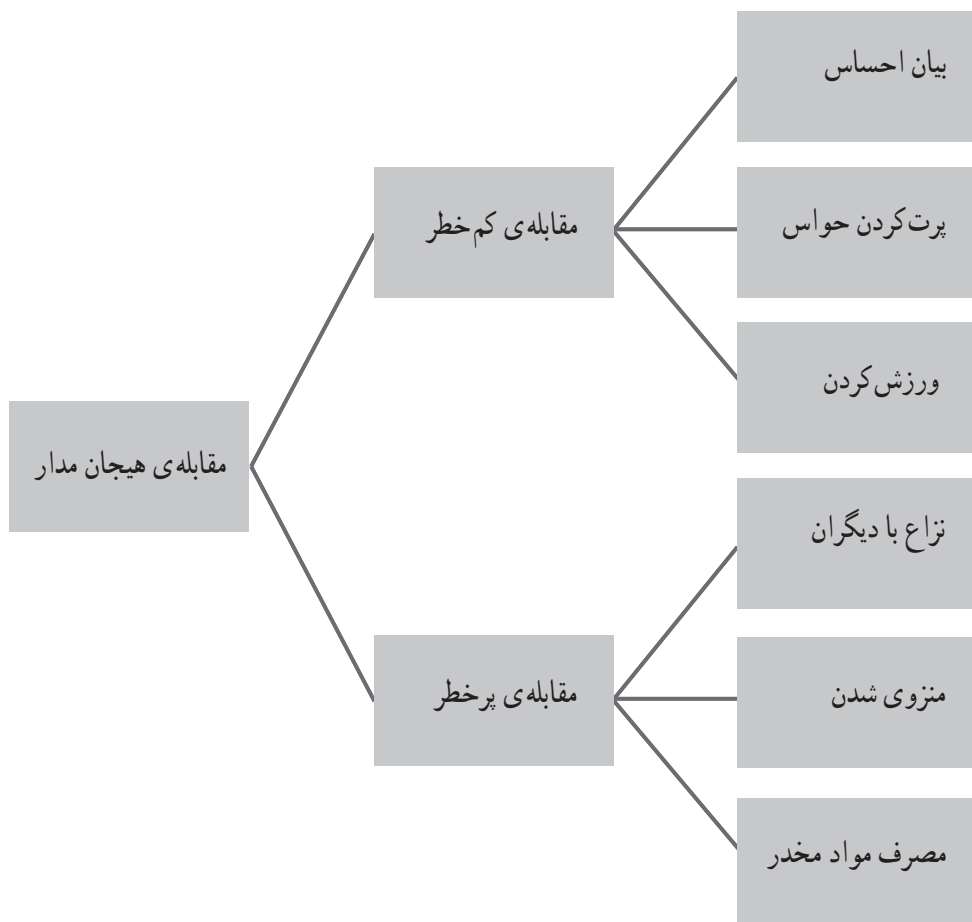 مقابله‌ی هیجان مدار
مقابله‌ی کم‌خطر
بیان احساس
پرت‌کردن حواس
ورزش‌کردن
مقابله‌ی پرخطر
نزاع با دیگران
منزوی شدن
مصرف مواد مخدر